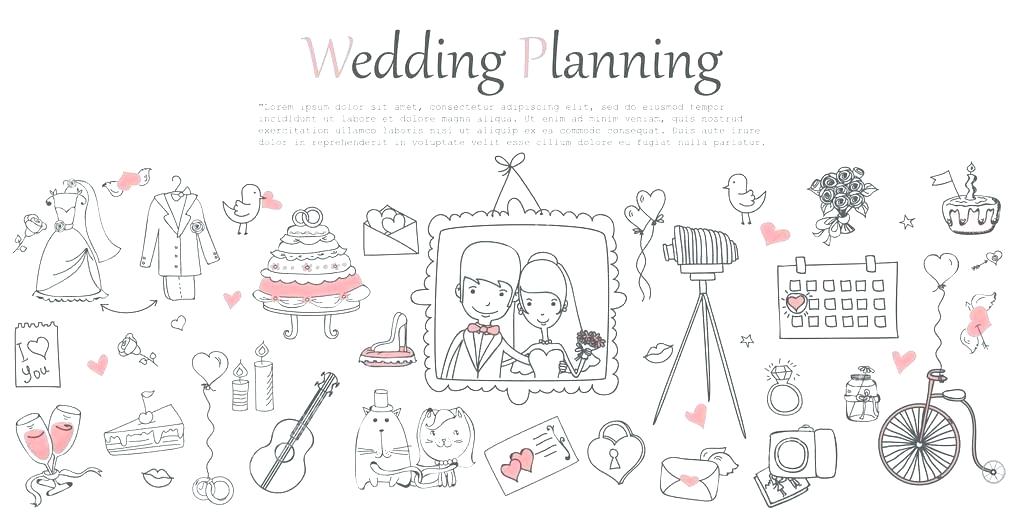 Wedding Planning
"Lorem ipsum dolor sit amet, consectetur adipiscing elit, sed do eiusmod tempor
incididunt ut labore et dolore magna aliqua. Ut enim ad minim veniam, quis nostrud
exercitation ullamco laboris nisi ut aliquip ex ea commodo consequat. Duis aute irure
dolor in reprehenderit in voluptate velit esse cillum dolore eu fugiat nulla pariatur.
I
You